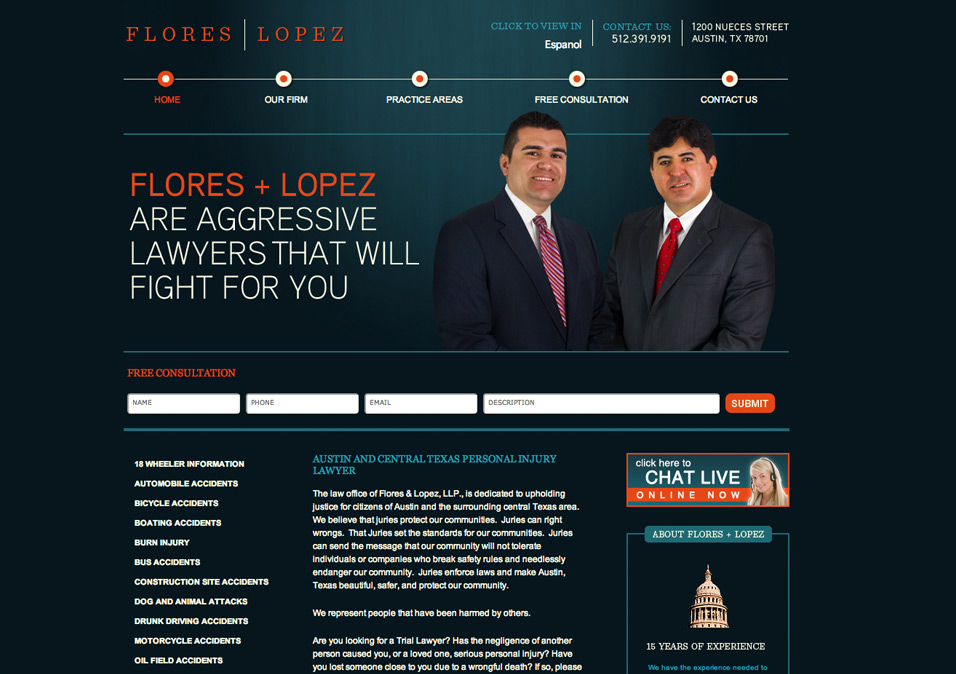 FLORES | LOPEZ
CLICK TO VIEW IN
Espanol
CONTACT US:
512.391.9191
1200 NUECES STREET
AUSTIN, TX 78701
HOME
OUR FIRM
PRACTICE AREAS
FREE CONSULTATION
CONTACT US
FLORES + LOPEZ
ARE AGGRESSIVE
LAWYERS THAT WILL
FIGHT FOR YOU
FREE CONSULTATION
NAME
PHONE
EMAIL
DESCRIPTION
SUBMIT
18 WHEELER INFORMATION
AUTOMOBILE ACCIDENTS
BICYCLE ACCIDENTS
BOATING ACCIDENTS
BURN INJURY
BUS ACCIDENTS
CONSTRUCTION SITE ACCIDENTS
DOG AND ANIMAL ATTACKS
DRUNK DRIVING ACCIDENTS
MOTORCYCLE ACCIDENTS
OIL FIELD ACCIDENTS
AUSTIN AND CENTRAL TEXAS PERSONAL INJURY
LAWYER
The law office of Flores & Lopez, LLP., is dedicated to upholding
justice for citizens of Austin and the surrounding central Texas area.
We believe that juries protect our communities. Juries can right
wrongs. That Juries set the standards for our communities. Juries
can send the message that our community will not tolerate
individuals or companies who break safety rules and needlessly
endanger our community. Juries enforce laws and make Austin,
Texas beautiful, safer, and protect our community.
We represent people that have been harmed by others.
Are you looking for a Trial Lawyer? Has the negligence of another
person caused you, or a loved one, serious personal injury? Have
you lost someone close to you due to a wrongful death? If so, please
click here to
CHAT LIVE
ONLINE NOW
ABOUT FLORES + LOPEZ
15 YEARS OF EXPERIENCE
We have the experience needed to